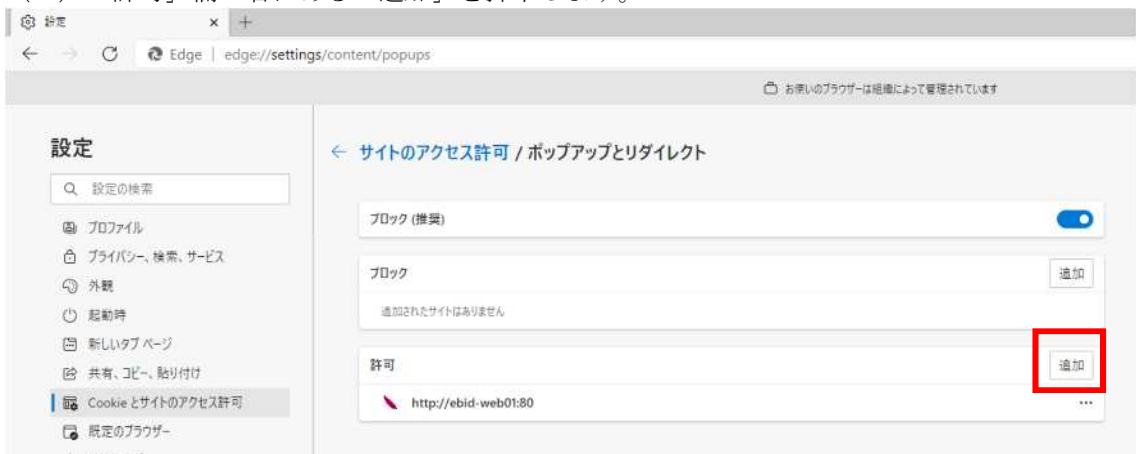 設定
Edge | edge://settings/content/popups
お使いのブラウザーは組織によって管理されています
設定
設定の検索
プロファイル
プライバシー、検索、サービス
外観
起動時
新しいタブ ページ
共有、コピー、貼り付け
Cookie とサイトのアクセス許可
既定のブラウザー
サイトのアクセス許可 / ポップアップとリダイレクト
ブロック (推奨)
ブロック
追加
追加されたサイトはありません
許可
追加
http://ebid-web01:80